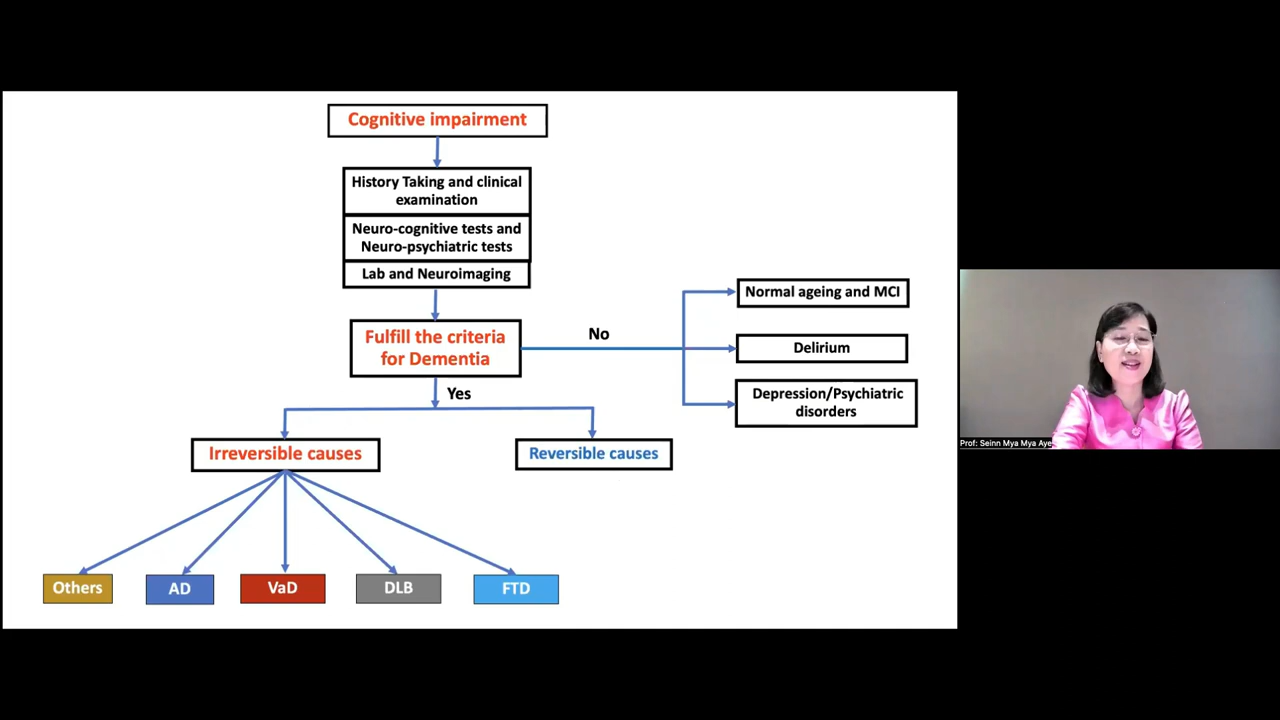 Cognitive impairment
History Taking and clinical
examination
Neuro-cognitive tests and
Neuro-psychiatric tests
Lab and Neuroimaging
Fulfill the criteria
for Dementia
No
Normal ageing and MCI
Delirium
Depression/Psychiatric
disorders
Yes
Irreversible causes
Reversible causes
Others
AD
VaD
DLB
FTD
Prof: Seinn Mya Mya Aye